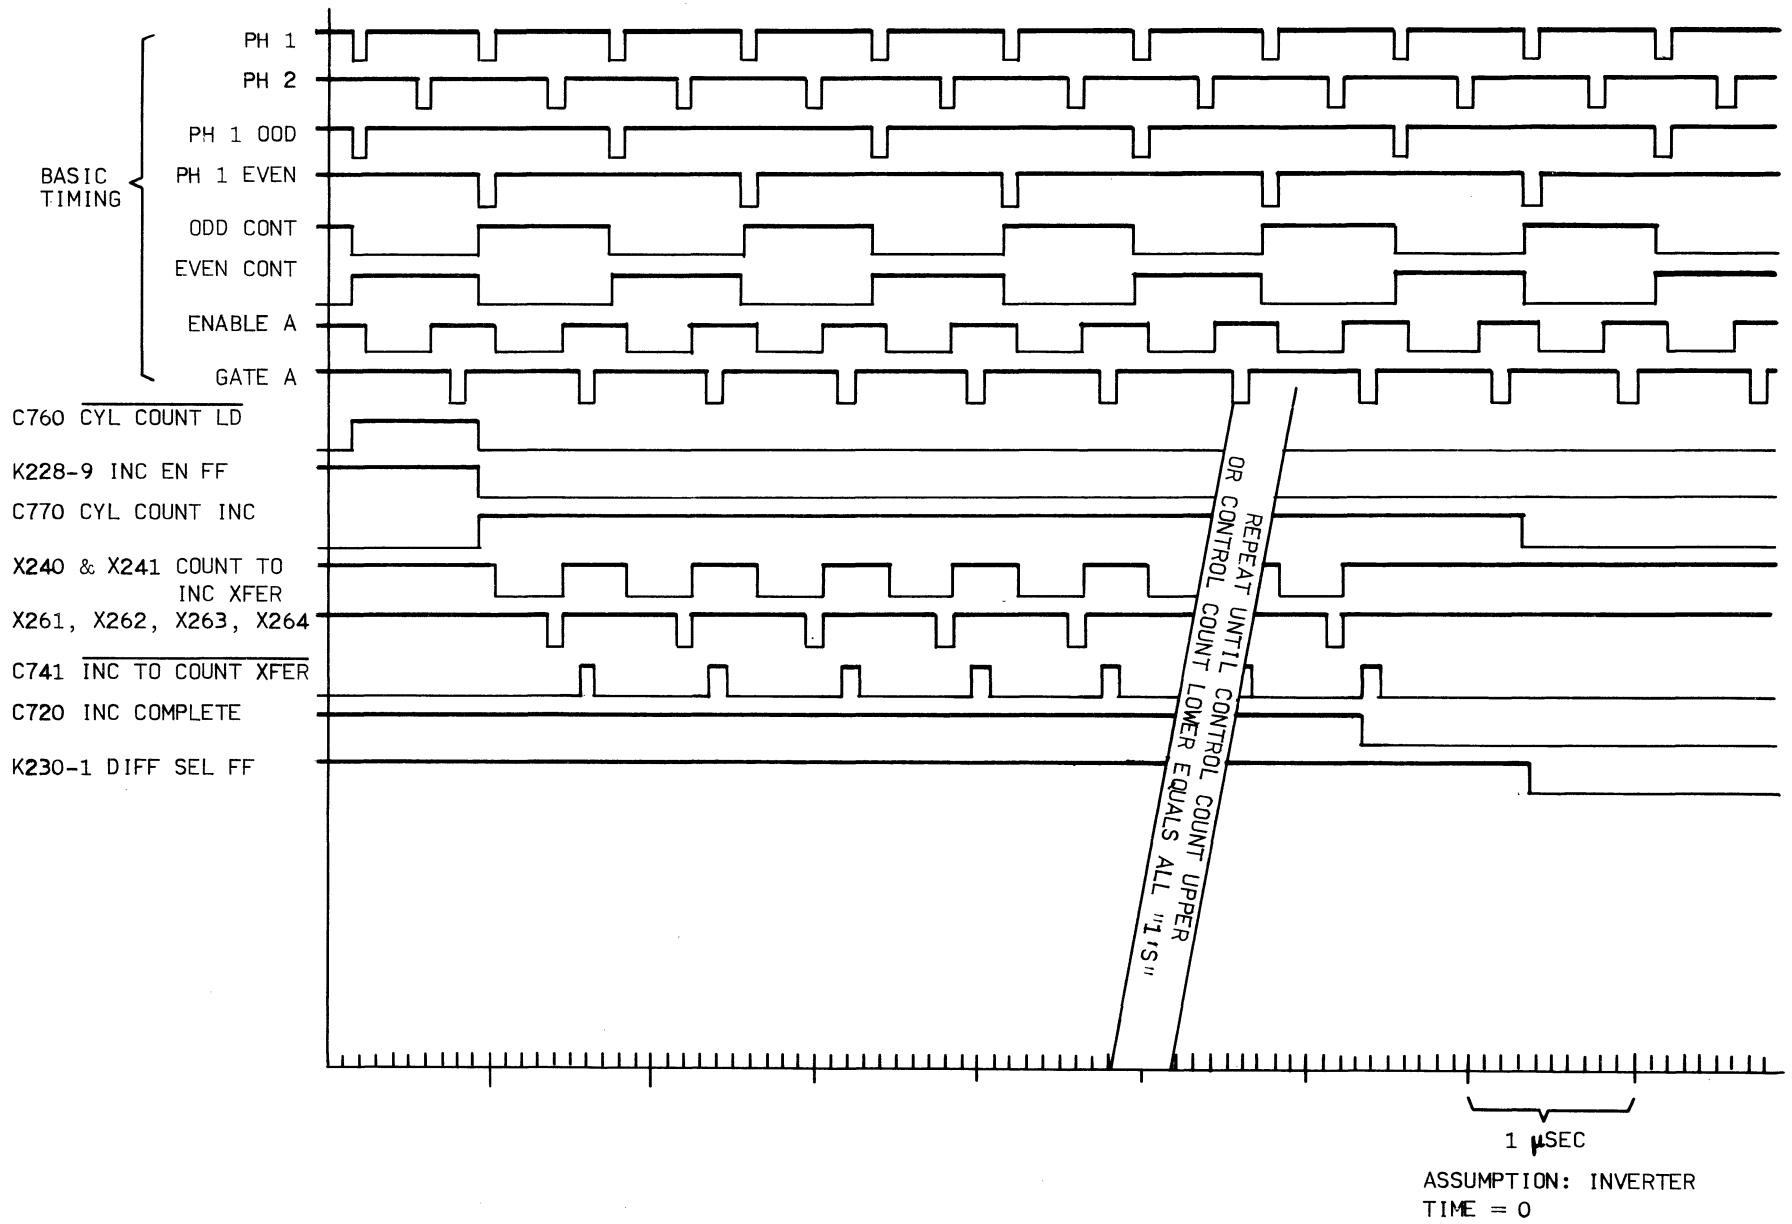 PH 1
PH 2
PH 1 OOD
BASIC
TIMING
PH 1 EVEN
ODD CONT
EVEN CONT
ENABLE A
GATE A
C760 CYL COUNT LD
K228-9 INC EN FF
C770 CYL COUNT INC
X240 & X241 COUNT TO
INC XFER
X261, X262, X263, X264
C741 INC TO COUNT XFER
C720 INC COMPLETE
K230-1 DIFF SEL FF
REPEAT UNTIL CONTROL COUNT UPPER
OR CONTROL COUNT LOWER EQUALS ALL "1'S"
1 µSEC
ASSUMPTION: INVERTER
TIME = 0